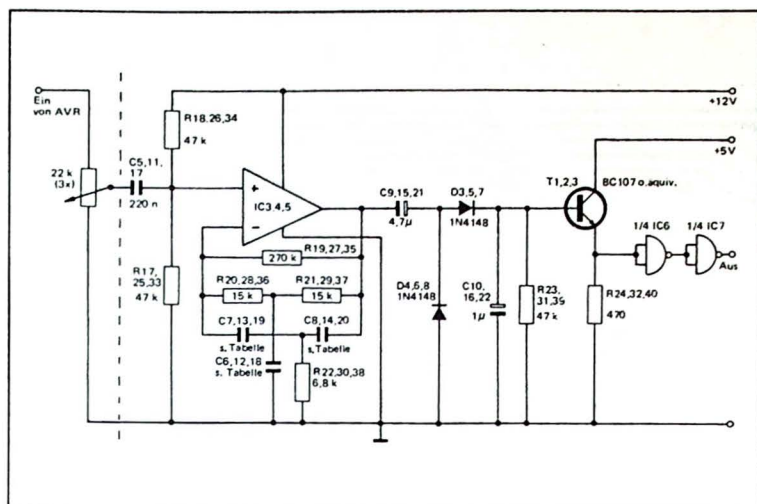 Ein
von AVR
22 k
(3x)
C5,11,
17
220 n
R18,26,34
47 k
R17,
25,33
47 k
+
−
IC3,4,5
R19,27,35
270 k
R20,28,36
15 k
R21,29,37
15 k
C7,13,19
s. Tabelle
C8,14,20
s. Tabelle
C6,12,18
s. Tabelle
R22,30,38
6,8 k
C9,15,21
4,7µ
D3,5,7
1N4148
D4,6,8
1N4148
C10,
16,22
1µ
R23,
31,39
47 k
T1,2,3
BC107 o. äquiv.
+12V
+5V
1/4 IC6
1/4 IC7
Aus
R24,32,40
470